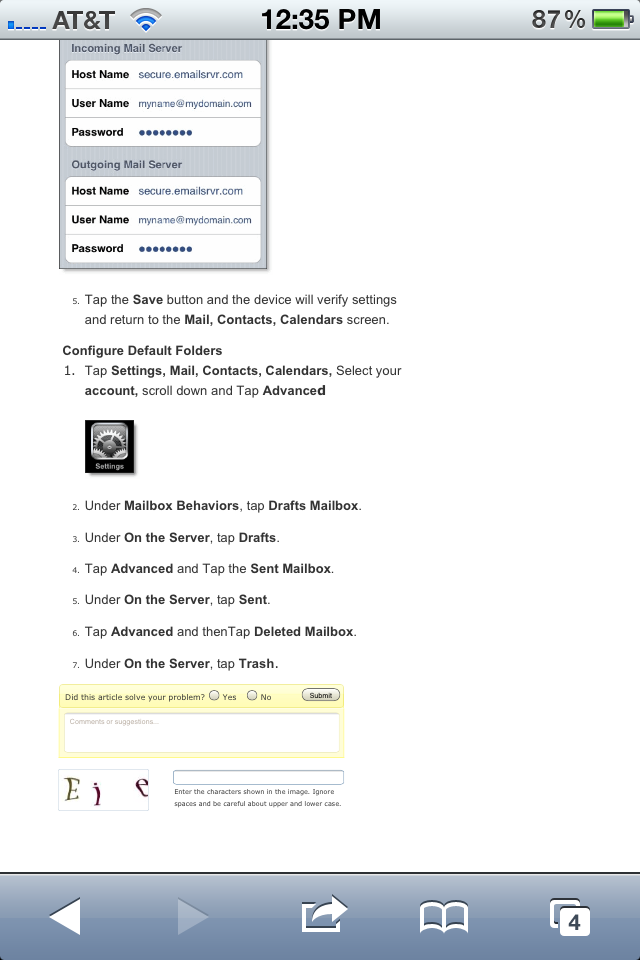 AT&T 12:35 PM 87%
Incoming Mail Server
Host Name secure.emailsrvr.com
User Name myname@mydomain.com
Password ●●●●●●●●
Outgoing Mail Server
Host Name secure.emailsrvr.com
User Name myname@mydomain.com
Password ●●●●●●●●
5. Tap the Save button and the device will verify settings
and return to the Mail, Contacts, Calendars screen.
Configure Default Folders
1. Tap Settings, Mail, Contacts, Calendars, Select your
account, scroll down and Tap Advanced
Settings
2. Under Mailbox Behaviors, tap Drafts Mailbox.
3. Under On the Server, tap Drafts.
4. Tap Advanced and Tap the Sent Mailbox.
5. Under On the Server, tap Sent.
6. Tap Advanced and thenTap Deleted Mailbox.
7. Under On the Server, tap Trash.
Did this article solve your problem? Yes No Submit
Comments or suggestions...
E j e
Enter the characters shown in the image. Ignore
spaces and be careful about upper and lower case.
4